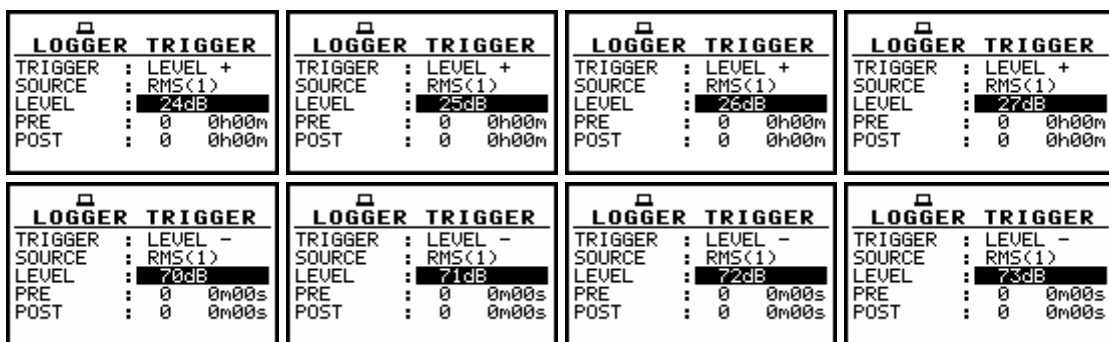 LOGGER TRIGGER
TRIGGER : LEVEL +
SOURCE : RMS(1)
LEVEL : 24dB
PRE : 0 0h00m
POST : 0 0h00m
LOGGER TRIGGER
TRIGGER : LEVEL +
SOURCE : RMS(1)
LEVEL : 25dB
PRE : 0 0h00m
POST : 0 0h00m
LOGGER TRIGGER
TRIGGER : LEVEL +
SOURCE : RMS(1)
LEVEL : 26dB
PRE : 0 0h00m
POST : 0 0h00m
LOGGER TRIGGER
TRIGGER : LEVEL +
SOURCE : RMS(1)
LEVEL : 27dB
PRE : 0 0h00m
POST : 0 0h00m
LOGGER TRIGGER
TRIGGER : LEVEL -
SOURCE : RMS(1)
LEVEL : 70dB
PRE : 0 0m00s
POST : 0 0m00s
LOGGER TRIGGER
TRIGGER : LEVEL -
SOURCE : RMS(1)
LEVEL : 71dB
PRE : 0 0m00s
POST : 0 0m00s
LOGGER TRIGGER
TRIGGER : LEVEL -
SOURCE : RMS(1)
LEVEL : 72dB
PRE : 0 0m00s
POST : 0 0m00s
LOGGER TRIGGER
TRIGGER : LEVEL -
SOURCE : RMS(1)
LEVEL : 73dB
PRE : 0 0m00s
POST : 0 0m00s